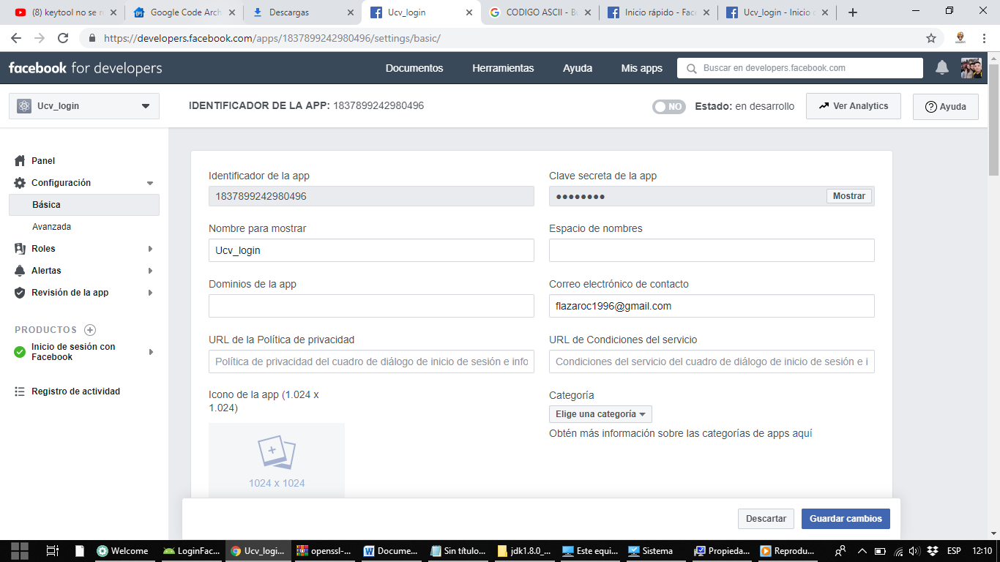 (8) keytool no se r
Google Code Arch
Descargas
Ucv_login
CODIGO ASCII - Bu
Inicio rápido - Face
Ucv_login - Inicio d
https://developers.facebook.com/apps/1837899242980496/settings/basic/
facebook for developers
Documentos
Herramientas
Ayuda
Mis apps
Buscar en developers.facebook.com
Ucv_login
IDENTIFICADOR DE LA APP: 1837899242980496
NO
Estado: en desarrollo
Ver Analytics
Ayuda
Panel
Configuración
Básica
Avanzada
Roles
Alertas
Revisión de la app
PRODUCTOS
Inicio de sesión con
Facebook
Registro de actividad
Identificador de la app
1837899242980496
Clave secreta de la app
●●●●●●●●
Mostrar
Nombre para mostrar
Ucv_login
Espacio de nombres
Dominios de la app
Correo electrónico de contacto
flazaroc1996@gmail.com
URL de la Política de privacidad
Política de privacidad del cuadro de diálogo de inicio de sesión e info
URL de Condiciones del servicio
Condiciones del servicio del cuadro de diálogo de inicio de sesión e i
Icono de la app (1.024 x
1.024)
1024 x 1024
Categoría
Elige una categoría
Obtén más información sobre las categorías de apps aquí
Descartar
Guardar cambios
Welcome
LoginFac...
Ucv_logi...
openssl-...
Docume...
Sin título...
jdk1.8.0_...
Este equi...
Sistema
Propieda...
Reprodu...
ESP
12:10